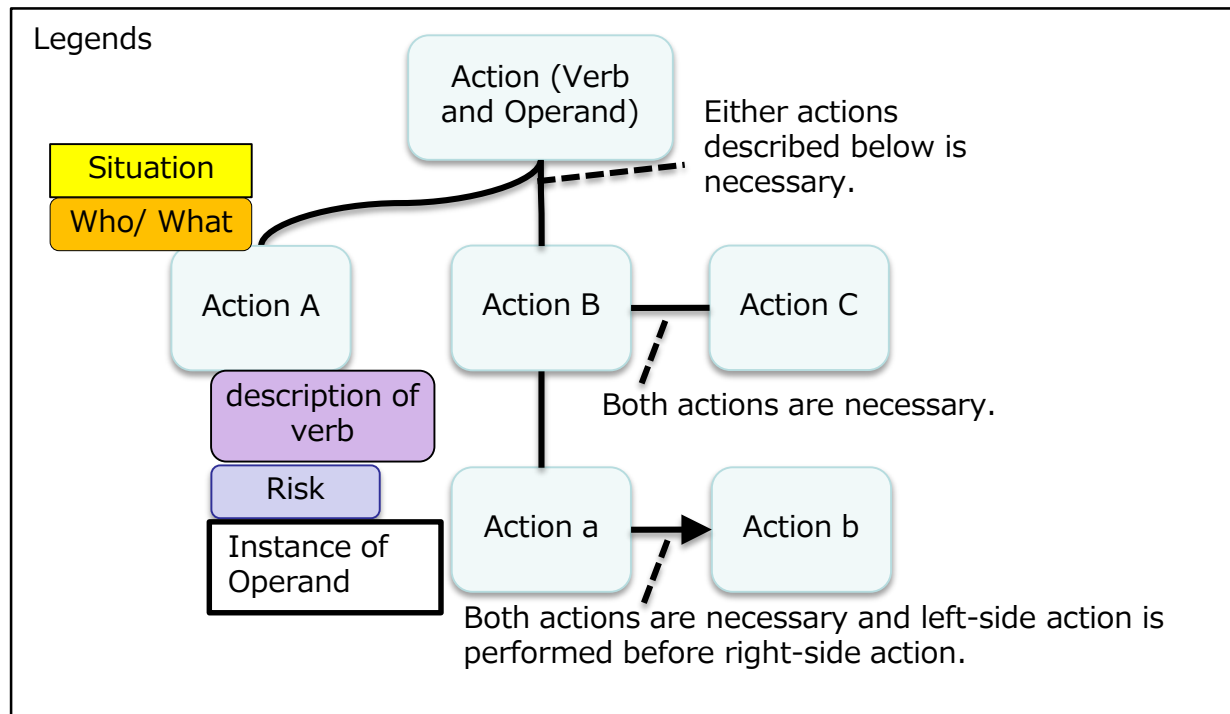 Legends
Action (Verb
and Operand)
Either actions
described below is
necessary.
Situation
Who/ What
Action A
Action B
Action C
description of
verb
Both actions are necessary.
Risk
Instance of
Operand
Action a
Action b
Both actions are necessary and left-side action is
performed before right-side action.